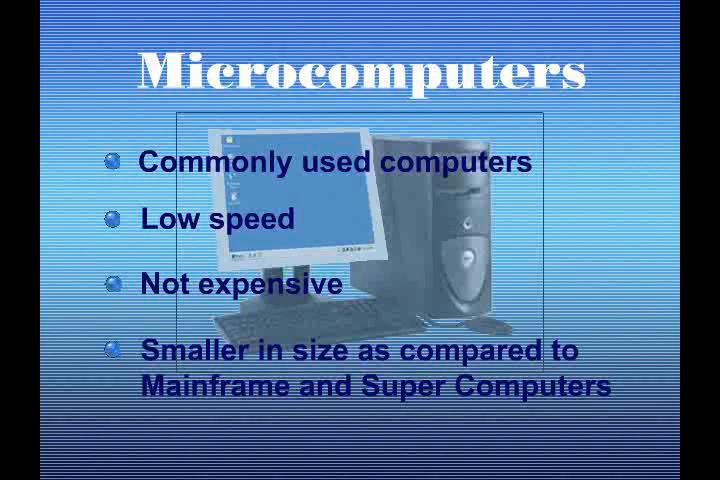 Microcomputers
Commonly used computers
Low speed
Not expensive
Smaller in size as compared to
Mainframe and Super Computers